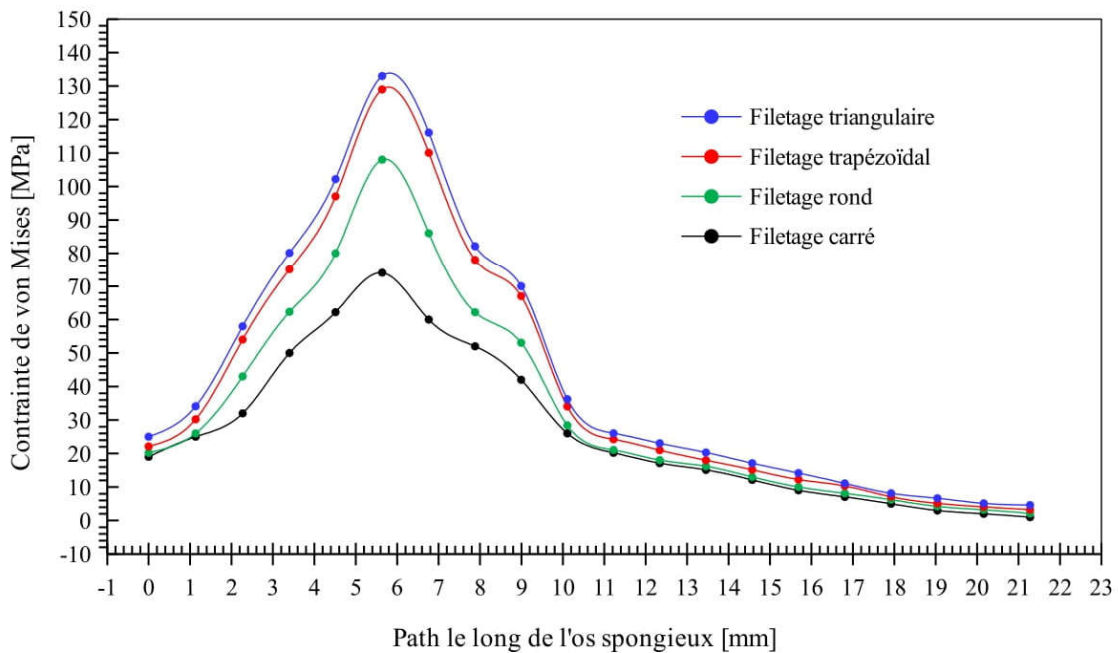 150
140
130
120
110
100
90
80
70
60
50
40
30
20
10
0
-10
Contrainte de von Mises [MPa]
Filetage triangulaire
Filetage trapézoïdal
Filetage rond
Filetage carré
-1 0 1 2 3 4 5 6 7 8 9 10 11 12 13 14 15 16 17 18 19 20 21 22 23
Path le long de l'os spongieux [mm]